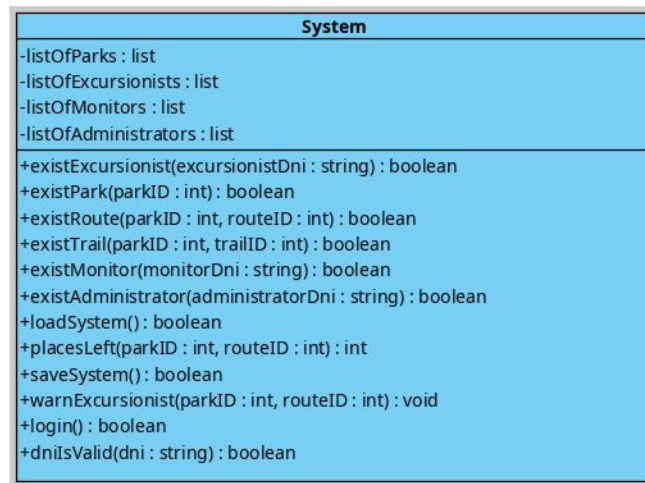 System
-listOfParks : list
-listOfExcursionists : list
-listOfMonitors : list
-listOfAdministrators : list
+existExcursionist(excursionistDni : string) : boolean
+existPark(parkID : int) : boolean
+existRoute(parkID : int, routeID : int) : boolean
+existTrail(parkID : int, trailID : int) : boolean
+existMonitor(monitorDni : string) : boolean
+existAdministrator(administratorDni : string) : boolean
+loadSystem() : boolean
+placesLeft(parkID : int, routeID : int) : int
+saveSystem() : boolean
+warnExcursionist(parkID : int, routeID : int) : void
+login() : boolean
+dniIsValid(dni : string) : boolean